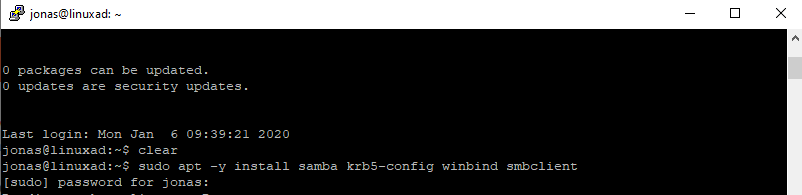 jonas@linuxad: ~
0 packages can be updated.
0 updates are security updates.
Last login: Mon Jan  6 09:39:21 2020
jonas@linuxad:~$ clear
jonas@linuxad:~$ sudo apt -y install samba krb5-config winbind smbclient
[sudo] password for jonas: